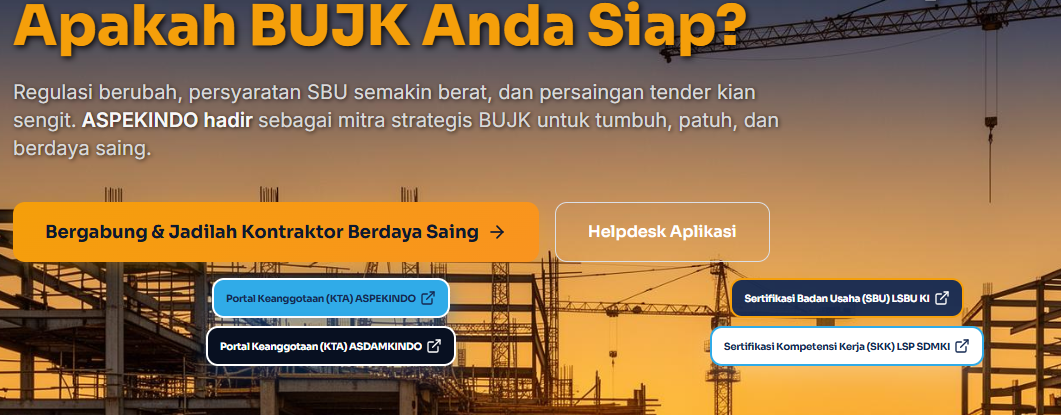 Apakah BUJK Anda Siap?
Regulasi berubah, persyaratan SBU semakin berat, dan persaingan tender kian
sengit. ASPEKINDO hadir sebagai mitra strategis BUJK untuk tumbuh, patuh, dan
berdaya saing.
Bergabung & Jadilah Kontraktor Berdaya Saing →
Helpdesk Aplikasi
Portal Keanggotaan (KTA) ASPEKINDO
Sertifikasi Badan Usaha (SBU) LSBU KI
Portal Keanggotaan (KTA) ASDAMKINDO
Sertifikasi Kompetensi Kerja (SKK) LSP SDMKI